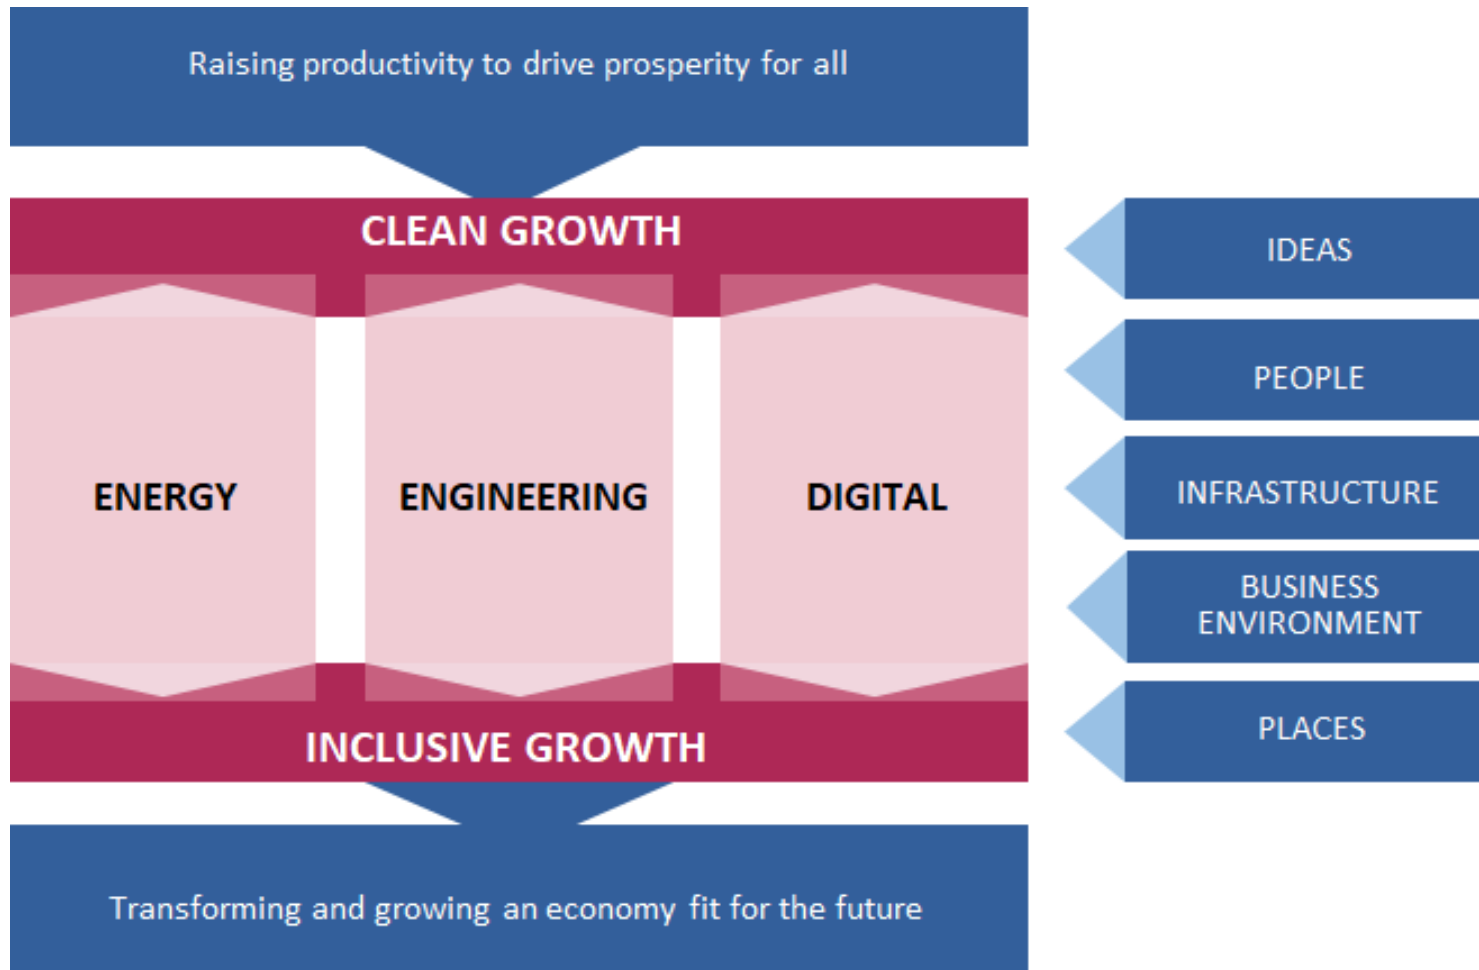 Raising productivity to drive prosperity for all
CLEAN GROWTH
ENERGY
ENGINEERING
DIGITAL
INCLUSIVE GROWTH
Transforming and growing an economy fit for the future
IDEAS
PEOPLE
INFRASTRUCTURE
BUSINESS
ENVIRONMENT
PLACES